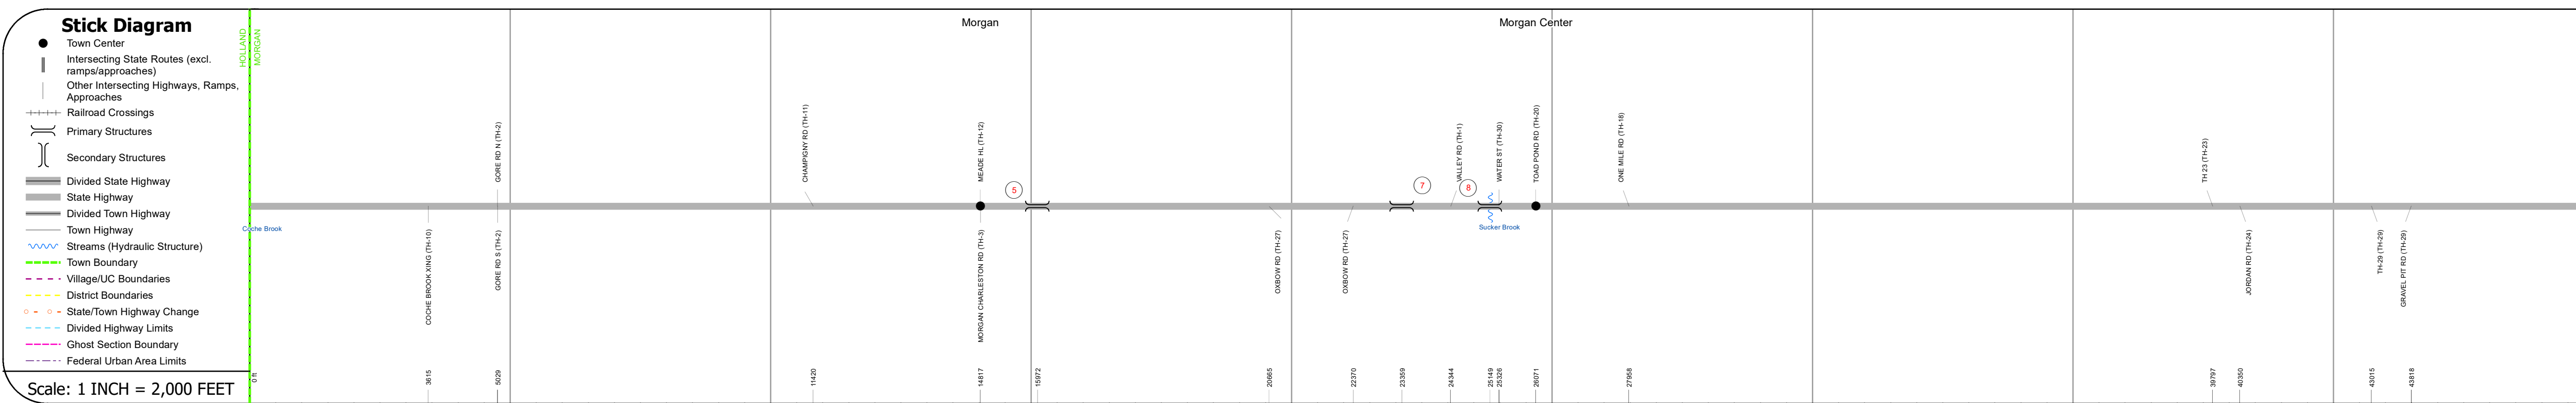 Stick Diagram
Town Center
Intersecting State Routes (excl.
ramps/approaches)
Other Intersecting Highways, Ramps,
Approaches
Railroad Crossings
Primary Structures
Secondary Structures
Divided State Highway
State Highway
Divided Town Highway
Town Highway
Streams (Hydraulic Structure)
Town Boundary
Village/UC Boundaries
District Boundaries
State/Town Highway Change
Divided Highway Limits
Ghost Section Boundary
Federal Urban Area Limits
Scale: 1 INCH = 2,000 FEET
HOLLAND
MORGAN
Morgan
Morgan Center
GORE RD N (TH-2)
CHAMPIGNY RD (TH-11)
MEADE HL (TH-12)
VALLEY RD (TH-1)
WATER ST (TH-30)
TOAD POND RD (TH-20)
ONE MILE RD (TH-18)
TH 23 (TH-23)
5
7
8
Coche Brook
Sucker Brook
COCHE BROOK XING (TH-10)
GORE RD S (TH-2)
MORGAN CHARLESTON RD (TH-3)
OXBOW RD (TH-27)
OXBOW RD (TH-27)
JORDAN RD (TH-24)
TH-29 (TH-29)
GRAVEL PIT RD (TH-29)
0 ft
3615
5029
11420
14817
15972
20665
22370
23359
24344
25149
25326
26071
27958
39797
40350
43015
43818